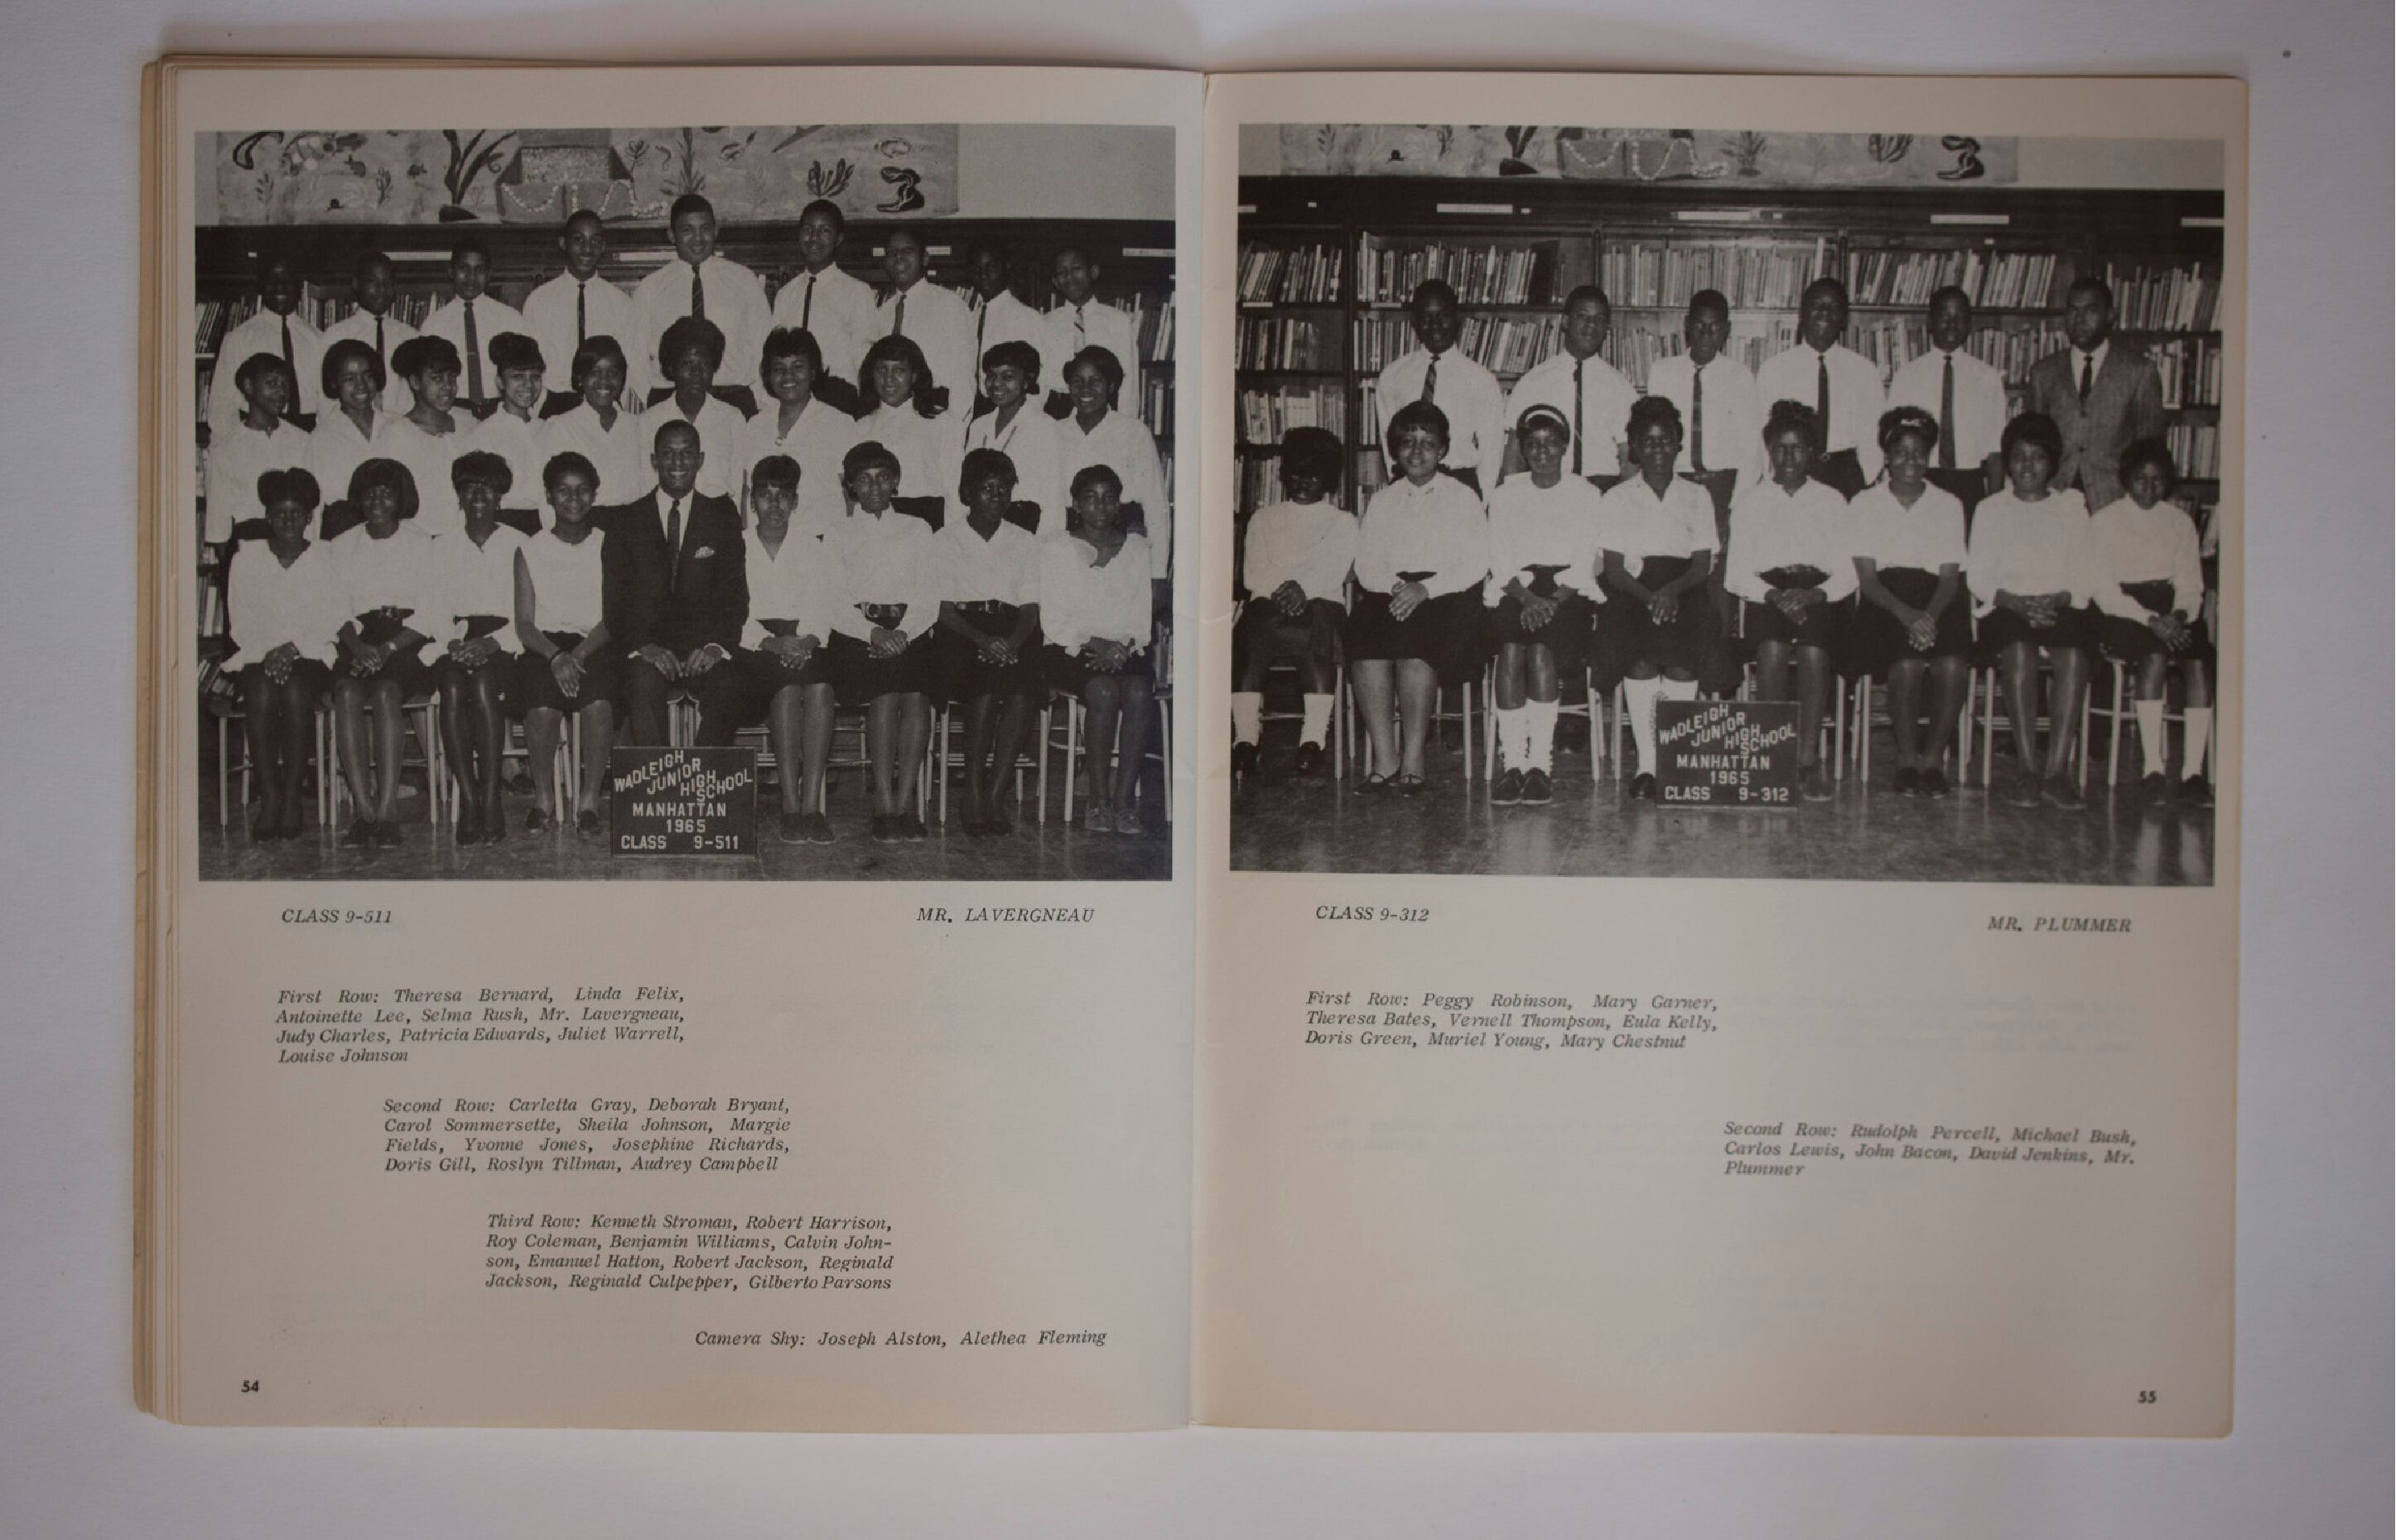 WADLEIGH
JUNIOR
HIGH
SCHOOL
MANHATTAN
1965
CLASS 9-511
CLASS 9-511 MR. LAVERGNEAU
First Row: Theresa Bernard, Linda Felix,
Antoinette Lee, Selma Rush, Mr. Lavergneau,
Judy Charles, Patricia Edwards, Juliet Warrell,
Louise Johnson
Second Row: Carletta Gray, Deborah Bryant,
Carol Sommersette, Sheila Johnson, Margie
Fields, Yvonne Jones, Josephine Richards,
Doris Gill, Roslyn Tillman, Audrey Campbell
Third Row: Kenneth Stroman, Robert Harrison,
Roy Coleman, Benjamin Williams, Calvin John-
son, Emanuel Hatton, Robert Jackson, Reginald
Jackson, Reginald Culpepper, Gilberto Parsons
Camera Shy: Joseph Alston, Alethea Fleming
54
WADLEIGH
JUNIOR
HIGH
SCHOOL
MANHATTAN
1965
CLASS 9-312
CLASS 9-312 MR. PLUMMER
First Row: Peggy Robinson, Mary Garner,
Theresa Bates, Vernell Thompson, Eula Kelly,
Doris Green, Muriel Young, Mary Chestnut
Second Row: Rudolph Percell, Michael Bush,
Carlos Lewis, John Bacon, David Jenkins, Mr.
Plummer
55